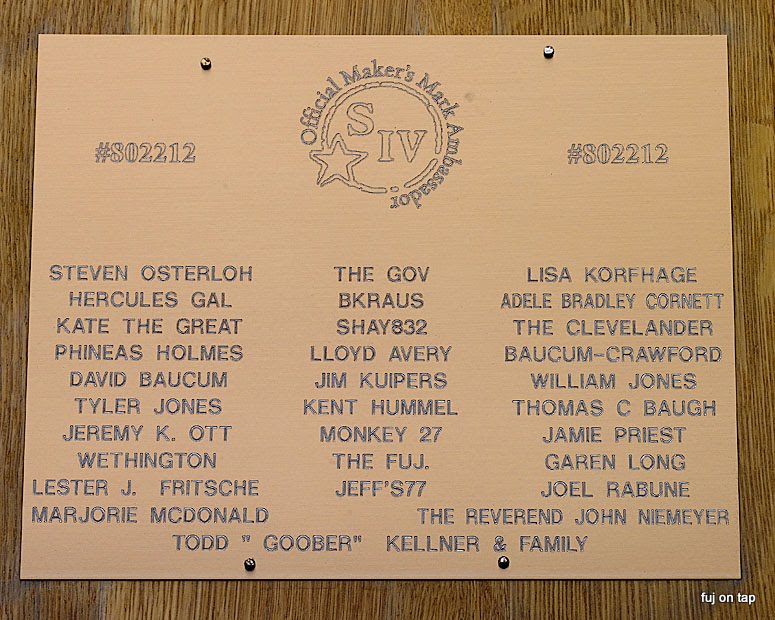 Official Maker's Mark Ambassador
S IV
#802212 #802212
STEVEN OSTERLOH THE GOV LISA KORFHAGE
HERCULES GAL BKRAUS ADELE BRADLEY CORNETT
KATE THE GREAT SHAY832 THE CLEVELANDER
PHINEAS HOLMES LLOYD AVERY BAUCUM-CRAWFORD
DAVID BAUCUM JIM KUIPERS WILLIAM JONES
TYLER JONES KENT HUMMEL THOMAS C BAUGH
JEREMY K. OTT MONKEY 27 JAMIE PRIEST
WETHINGTON THE FUJ. GAREN LONG
LESTER J. FRITSCHE JEFF'S77 JOEL RABUNE
MARJORIE MCDONALD THE REVEREND JOHN NIEMEYER
TODD " GOOBER" KELLNER & FAMILY
fuj on tap